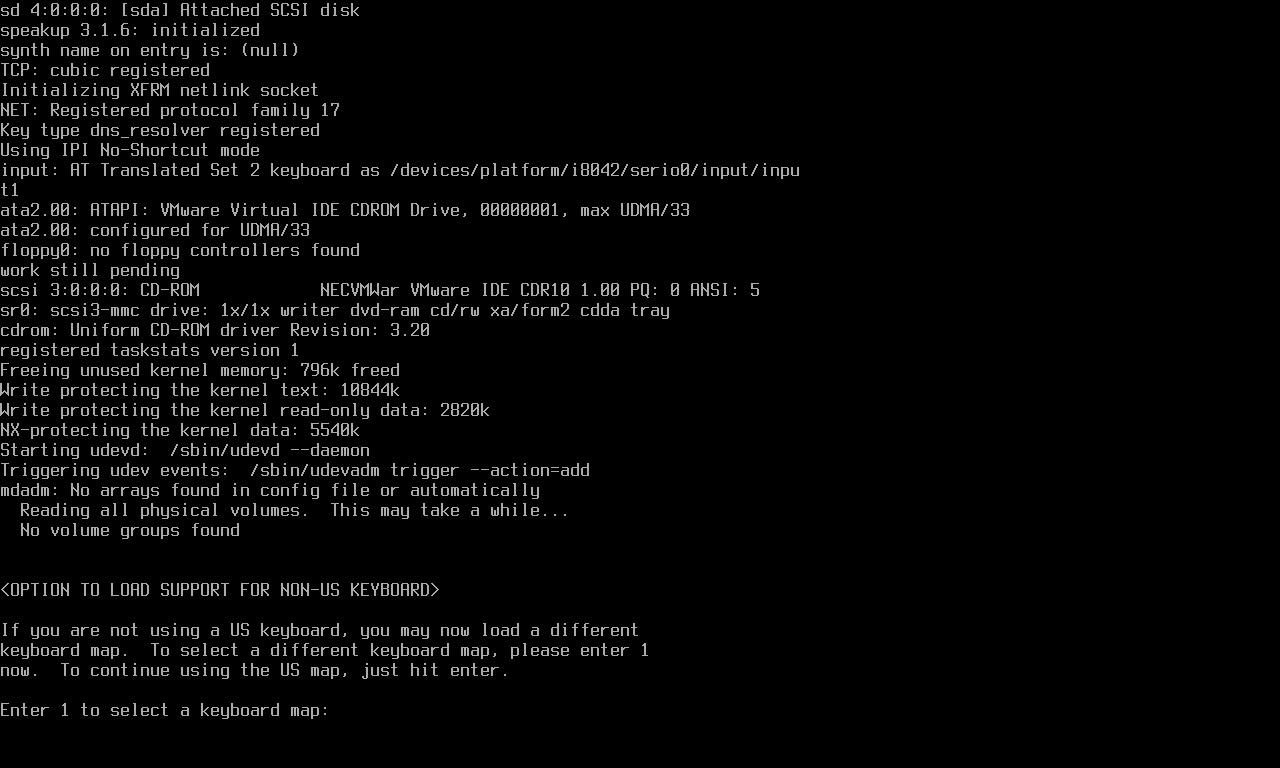 sd 4:0:0:0: [sda] Attached SCSI disk
speakup 3.1.6: initialized
synth name on entry is: (null)
TCP: cubic registered
Initializing XFRM netlink socket
NET: Registered protocol family 17
Key type dns_resolver registered
Using IPI No-Shortcut mode
input: AT Translated Set 2 keyboard as /devices/platform/i8042/serio0/input/inpu
t1
ata2.00: ATAPI: VMware Virtual IDE CDROM Drive, 00000001, max UDMA/33
ata2.00: configured for UDMA/33
floppy0: no floppy controllers found
work still pending
scsi 3:0:0:0: CD-ROM            NECVMWar VMware IDE CDR10 1.00 PQ: 0 ANSI: 5
sr0: scsi3-mmc drive: 1x/1x writer dvd-ram cd/rw xa/form2 cdda tray
cdrom: Uniform CD-ROM driver Revision: 3.20
registered taskstats version 1
Freeing unused kernel memory: 796k freed
Write protecting the kernel text: 10844k
Write protecting the kernel read-only data: 2820k
NX-protecting the kernel data: 5540k
Starting udevd:  /sbin/udevd --daemon
Triggering udev events:  /sbin/udevadm trigger --action=add
mdadm: No arrays found in config file or automatically
  Reading all physical volumes.  This may take a while...
  No volume groups found
<OPTION TO LOAD SUPPORT FOR NON-US KEYBOARD>
If you are not using a US keyboard, you may now load a different
keyboard map.  To select a different keyboard map, please enter 1
now.  To continue using the US map, just hit enter.
Enter 1 to select a keyboard map: